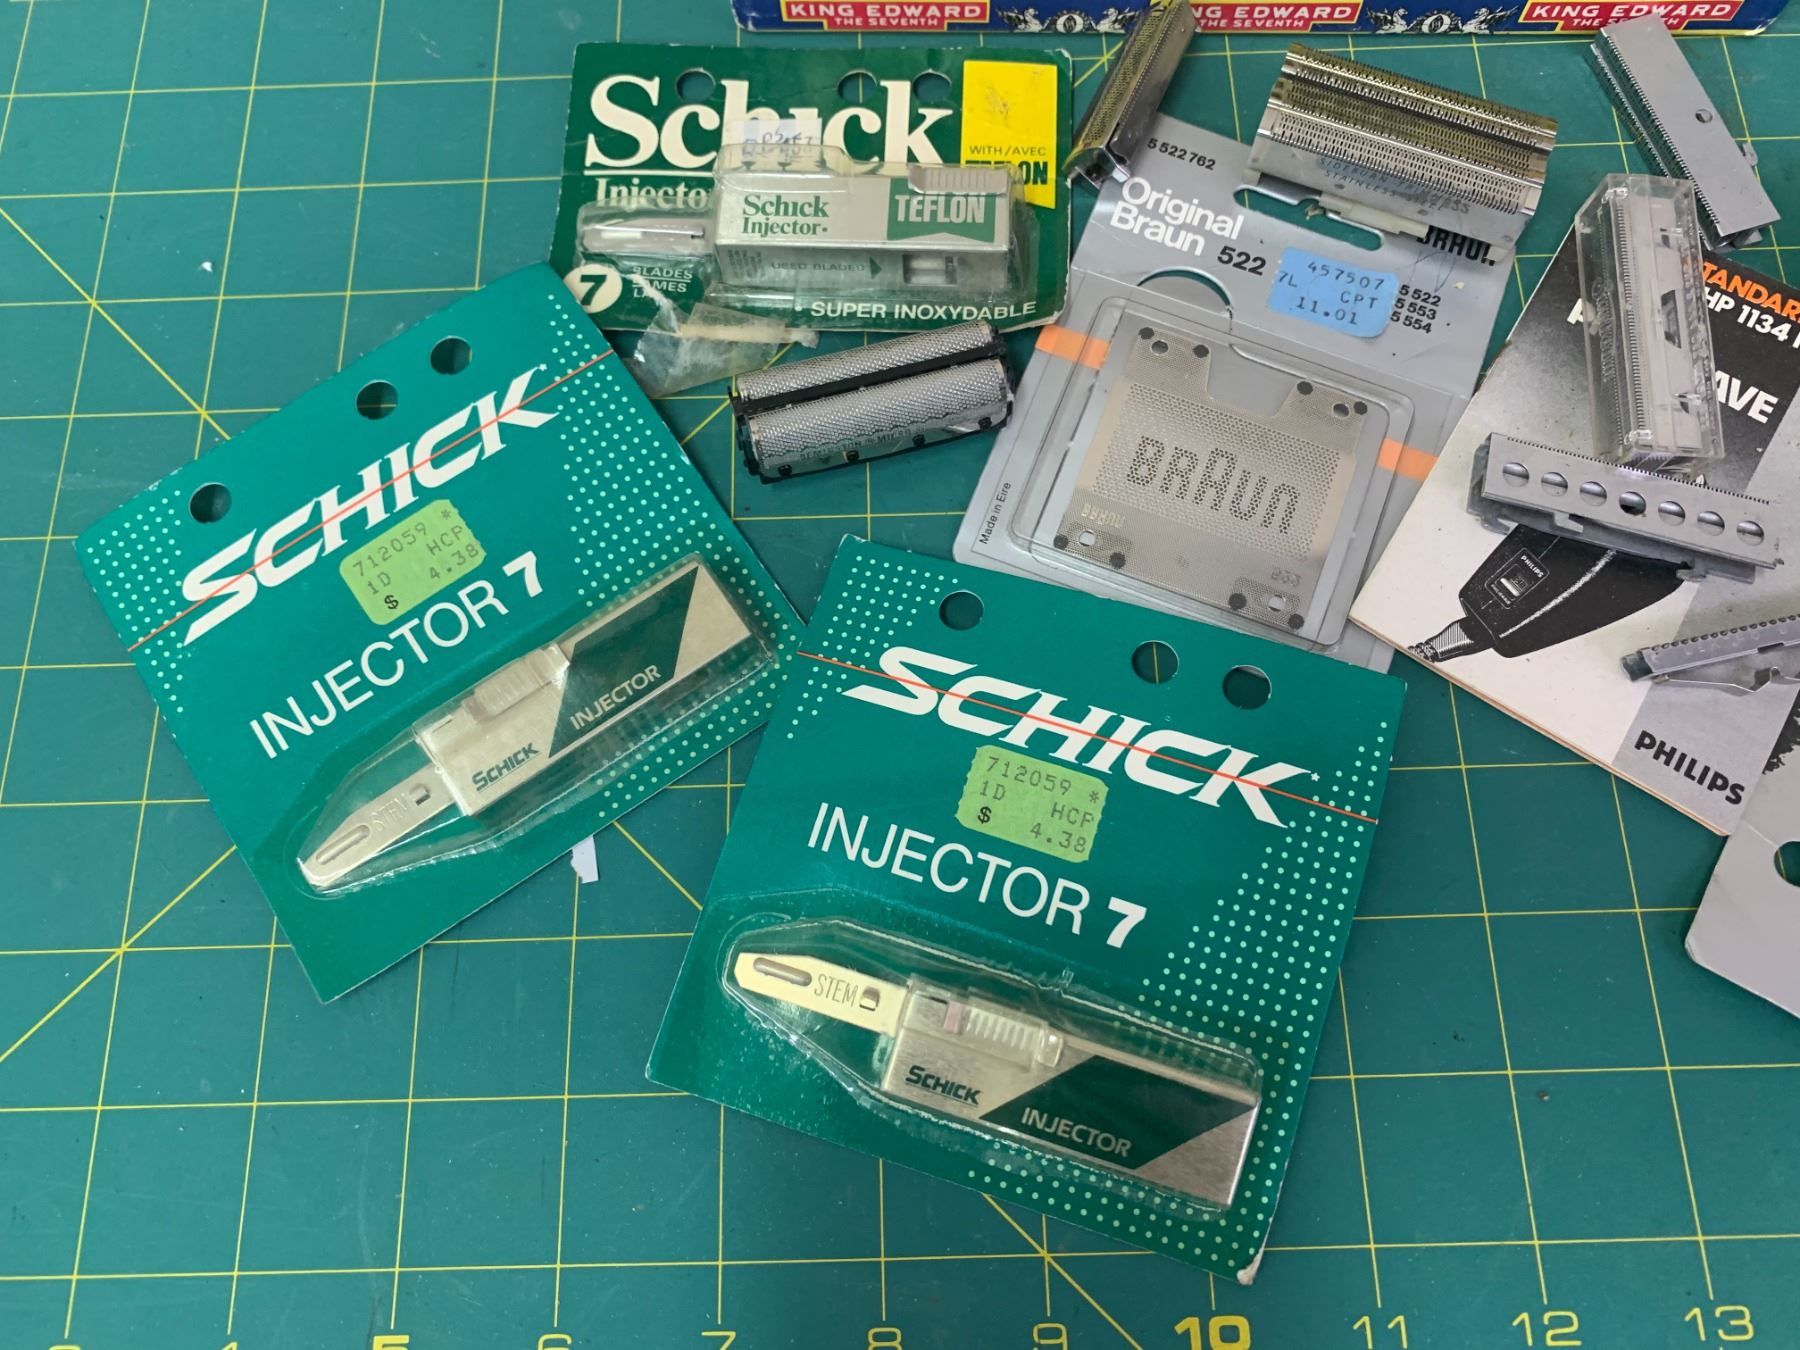 KING EDWARD
THE SEVENTH
KING EDWARD
THE SEVENTH
KING EDWARD
THE SEVENTH
Schick
Injector
WITH/AVEC
TEFLON
Schick
Injector
TEFLON
USED BLADES
7
BLADES
LAMES
SUPER INOXYDABLE
5 522 762
Original
Braun 522
457507
7L CPT
11.01
5 522
5 553
5 554
BRAUN
Made in Eire
BRAUN
STAINLESS
STANDARD
HP 1134
PHILIPS
PHILIPS
SCHICK
712059 *
1D HCP
$ 4.38
INJECTOR 7
STEM
SCHICK
INJECTOR
SCHICK
712059 *
1D HCP
$ 4.38
INJECTOR 7
STEM
SCHICK
INJECTOR
5
6
7
8
9
10
11
12
13